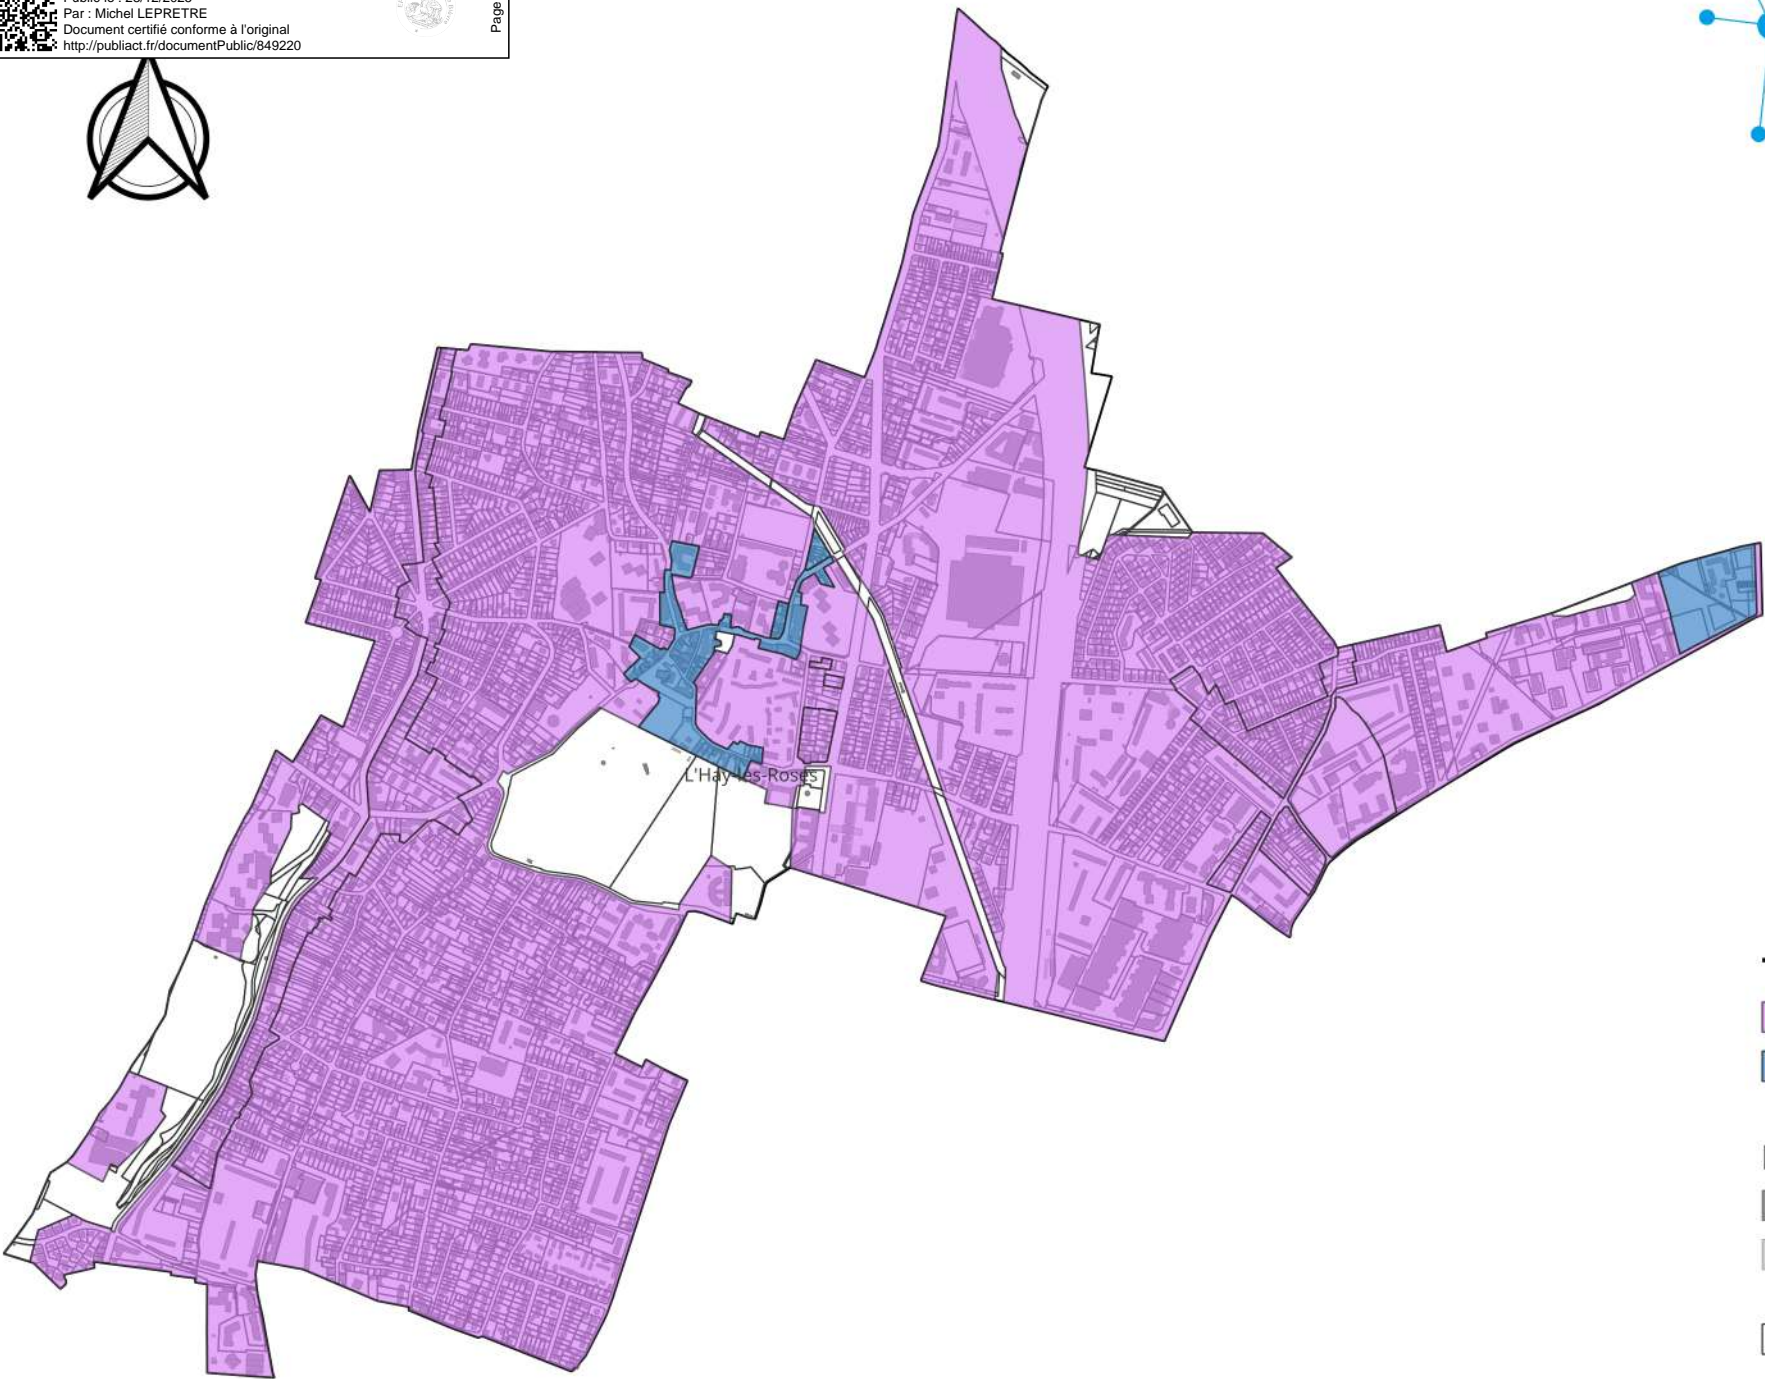 Par : Michel LEPRETRE
Document certifié conforme à l'original
http://publiact.fr/documentPublic/849220
Page
L'Haÿ-les-Roses